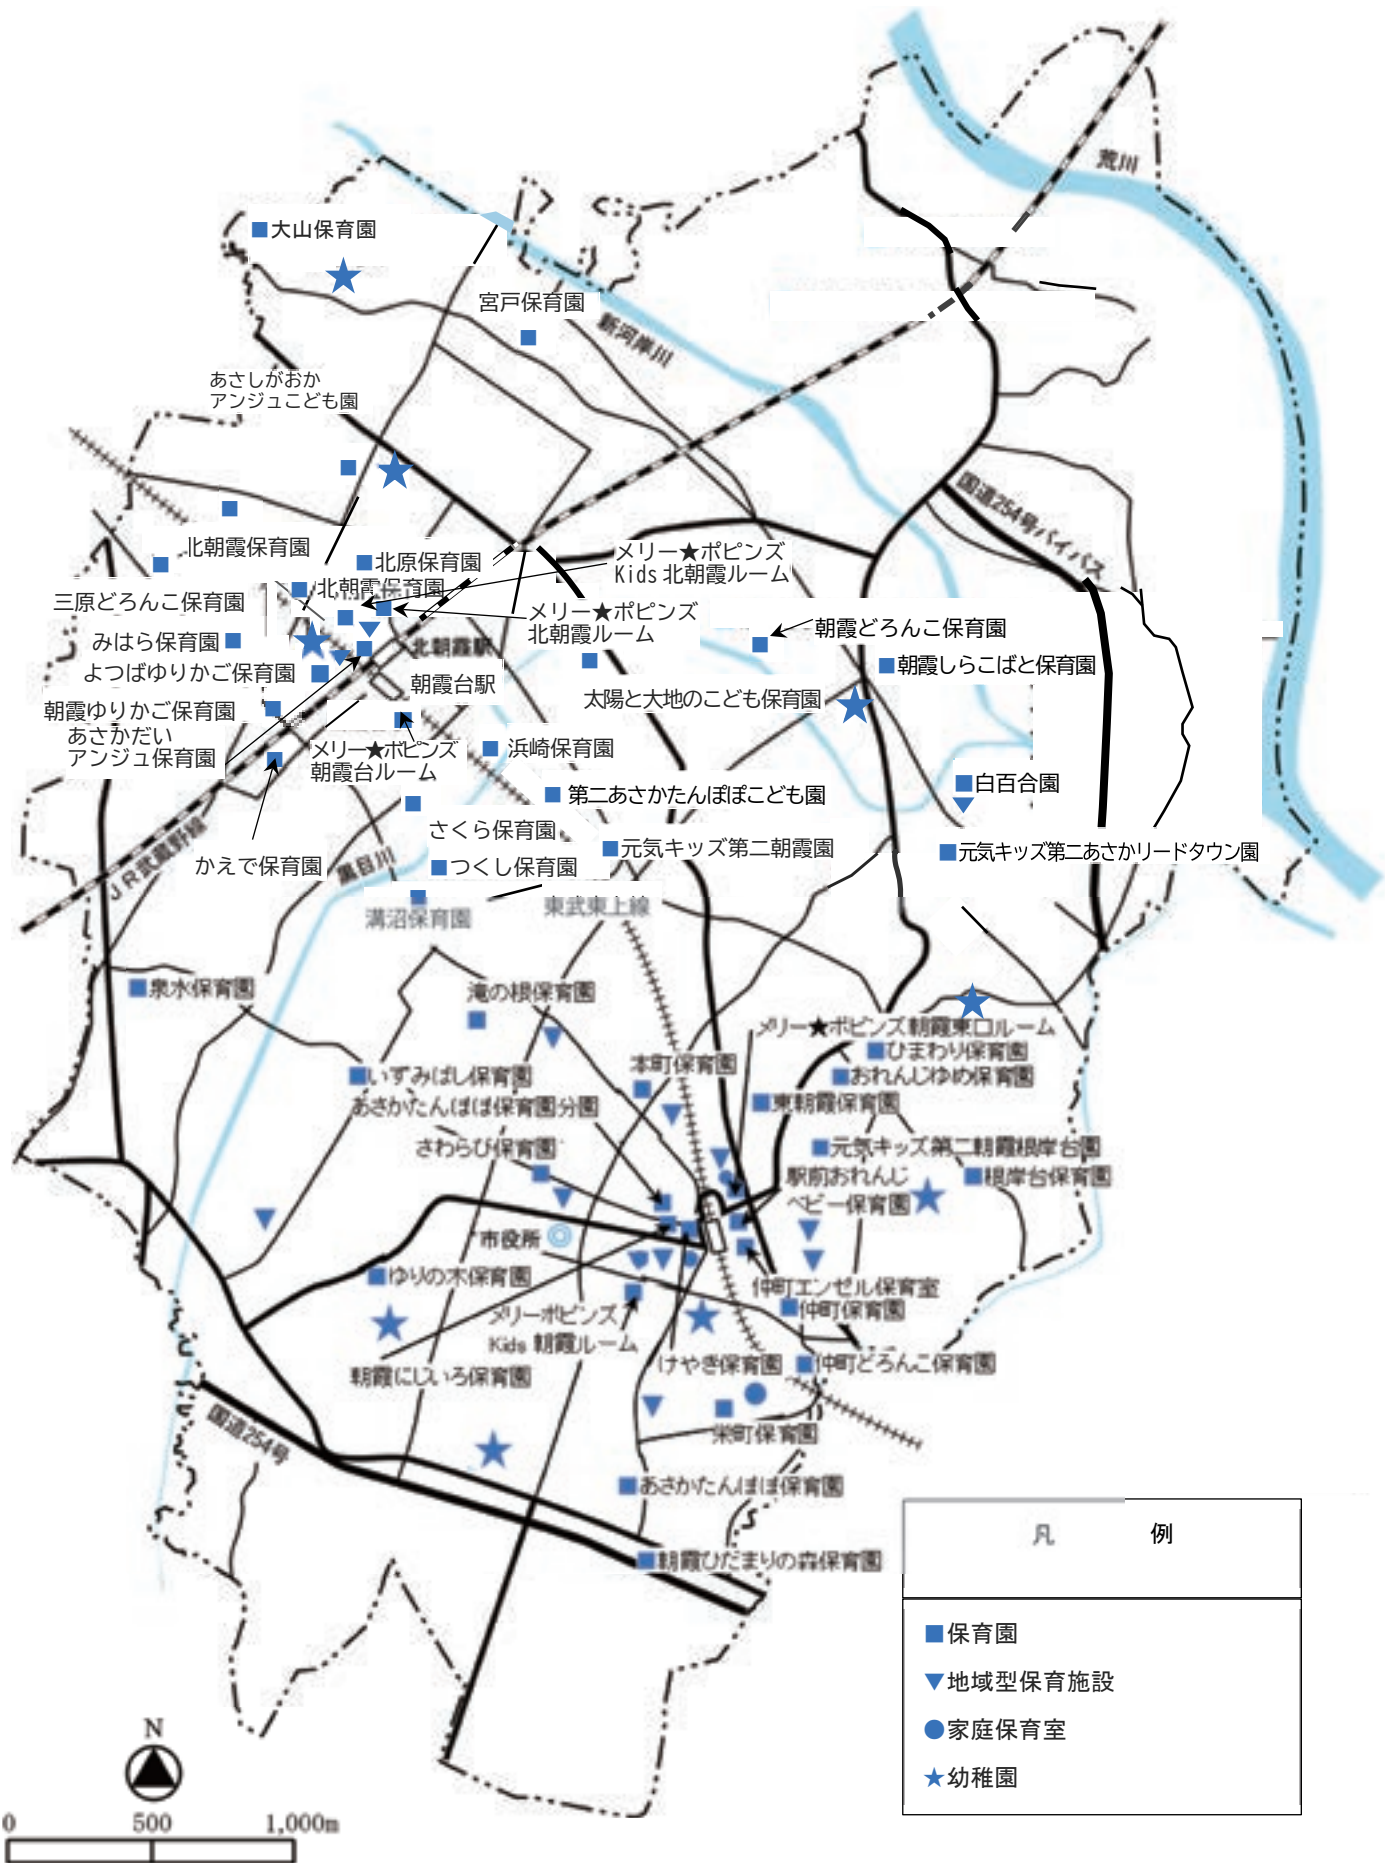 荒川
大山保育園
宮戸保育園
新河岸川
あさしがおか
アンジュこども園
国道254号バイパス
北朝霞保育園
北原保育園
メリー★ポピンズ
Kids 北朝霞ルーム
北朝霞保育園
三原どろんこ保育園
メリー★ポピンズ
北朝霞ルーム
朝霞どろんこ保育園
みはら保育園
北朝霞駅
朝霞しらこばと保育園
よつばゆりかご保育園
朝霞台駅
太陽と大地のこども保育園
朝霞ゆりかご保育園
あさかだい
アンジュ保育園
メリー★ポピンズ
朝霞台ルーム
浜崎保育園
白百合園
第二あさかたんぽぽこども園
さくら保育園
元気キッズ第二朝霞園
元気キッズ第二あさかリードタウン園
JR武蔵野線
かえで保育園
黒目川
つくし保育園
溝沼保育園
東武東上線
泉水保育園
滝の根保育園
メリー★ポピンズ朝霞東口ルーム
ひまわり保育園
本町保育園
いずみばし保育園
おれんじゆめ保育園
あさかたんぽぽ保育園分園
東朝霞保育園
さわらび保育園
元気キッズ第二朝霞根岸台園
駅前おれんじ
ベビー保育園
根岸台保育園
市役所
ゆりの木保育園
仲町エンゼル保育室
仲町保育園
メリーポピンズ
Kids 朝霞ルーム
けやき保育園
仲町どろんこ保育園
朝霞にじいろ保育園
国道254号
栄町保育園
あさかたんぽぽ保育園
朝霞ひだまりの森保育園
凡 例
■保育園
▼地域型保育施設
●家庭保育室
★幼稚園
N
0 500 1,000m